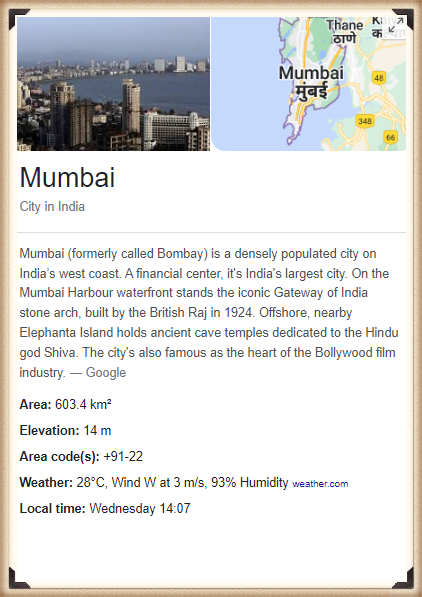 Thane
ठाणे
Mumbai
मुंबई
48
348
66
Mumbai
City in India
Mumbai (formerly called Bombay) is a densely populated city on
India's west coast. A financial center, it's India's largest city. On the
Mumbai Harbour waterfront stands the iconic Gateway of India
stone arch, built by the British Raj in 1924. Offshore, nearby
Elephanta Island holds ancient cave temples dedicated to the Hindu
god Shiva. The city's also famous as the heart of the Bollywood film
industry. — Google
Area: 603.4 km²
Elevation: 14 m
Area code(s): +91-22
Weather: 28°C, Wind W at 3 m/s, 93% Humidity weather.com
Local time: Wednesday 14:07